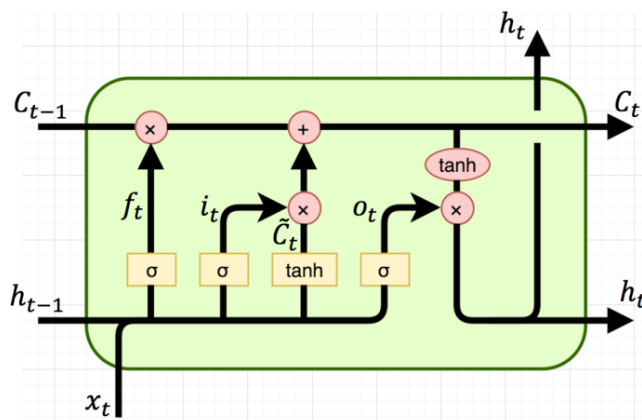 h_t
C_{t-1}
C_t
×
+
tanh
f_t
i_t
×
o_t
×
C̃_t
σ
σ
tanh
σ
h_{t-1}
h_t
x_t